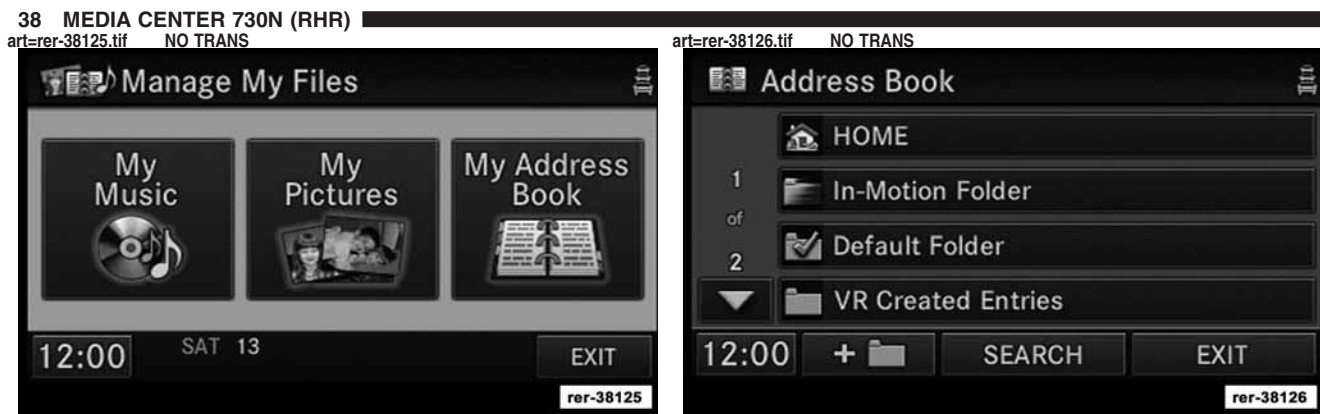 38 MEDIA CENTER 730N (RHR)
art=rer-38125.tif NO TRANS
Manage My Files
My Music
My Pictures
My Address Book
12:00 SAT 13 EXIT
rer-38125
art=rer-38126.tif NO TRANS
Address Book
HOME
1 of 2
In-Motion Folder
Default Folder
VR Created Entries
12:00 + SEARCH EXIT
rer-38126